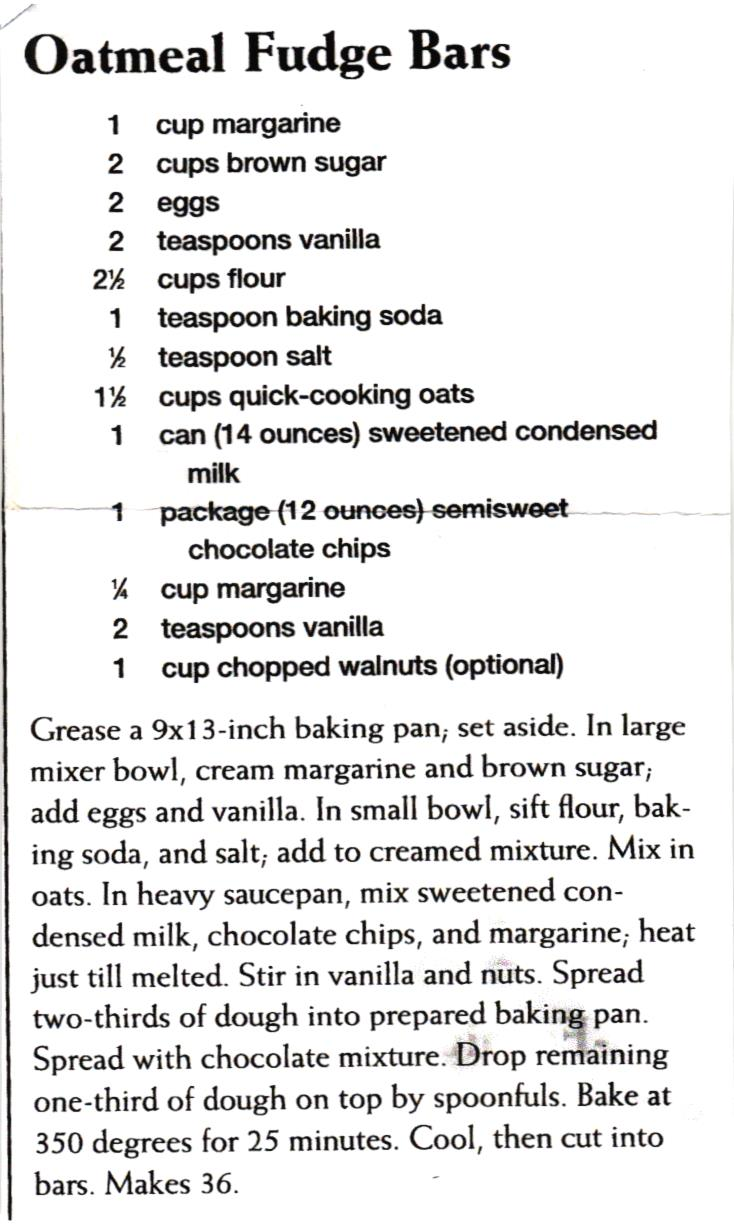 Oatmeal Fudge Bars
1 cup margarine
2 cups brown sugar
2 eggs
2 teaspoons vanilla
2½ cups flour
1 teaspoon baking soda
½ teaspoon salt
1½ cups quick-cooking oats
1 can (14 ounces) sweetened condensed
milk
1 package (12 ounces) semisweet
chocolate chips
¼ cup margarine
2 teaspoons vanilla
1 cup chopped walnuts (optional)
Grease a 9x13-inch baking pan; set aside. In large
mixer bowl, cream margarine and brown sugar;
add eggs and vanilla. In small bowl, sift flour, bak-
ing soda, and salt; add to creamed mixture. Mix in
oats. In heavy saucepan, mix sweetened con-
densed milk, chocolate chips, and margarine; heat
just till melted. Stir in vanilla and nuts. Spread
two-thirds of dough into prepared baking pan.
Spread with chocolate mixture. Drop remaining
one-third of dough on top by spoonfuls. Bake at
350 degrees for 25 minutes. Cool, then cut into
bars. Makes 36.